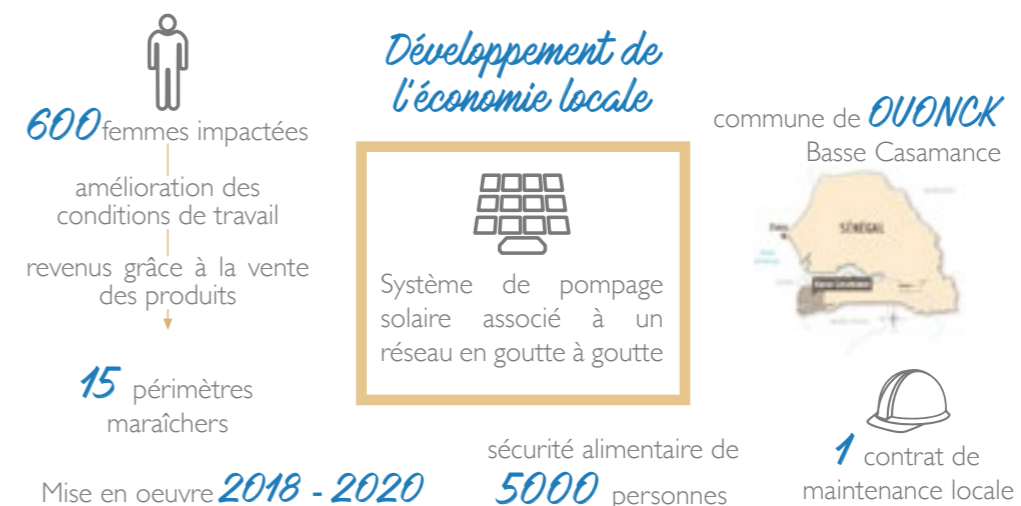 Développement de
l'économie locale
600 femmes impactées
amélioration des
conditions de travail
revenus grâce à la vente
des produits
15 périmètres
maraîchers
Mise en oeuvre 2018 - 2020
Système de pompage
solaire associé à un
réseau en goutte à goutte
sécurité alimentaire de
5000 personnes
commune de OUONCK
Basse Casamance
SÉNÉGAL
1 contrat de
maintenance locale